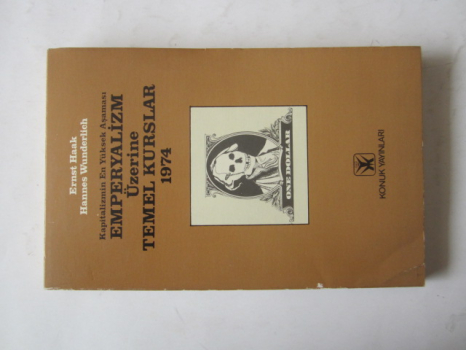 Ernst Haak
Hannes Wunderlich
Kapitalizmin En Yüksek Aşaması
EMPERYALİZM
Üzerine
TEMEL KURSLAR
1974
ONE DOLLAR
KONUK YAYINLARI